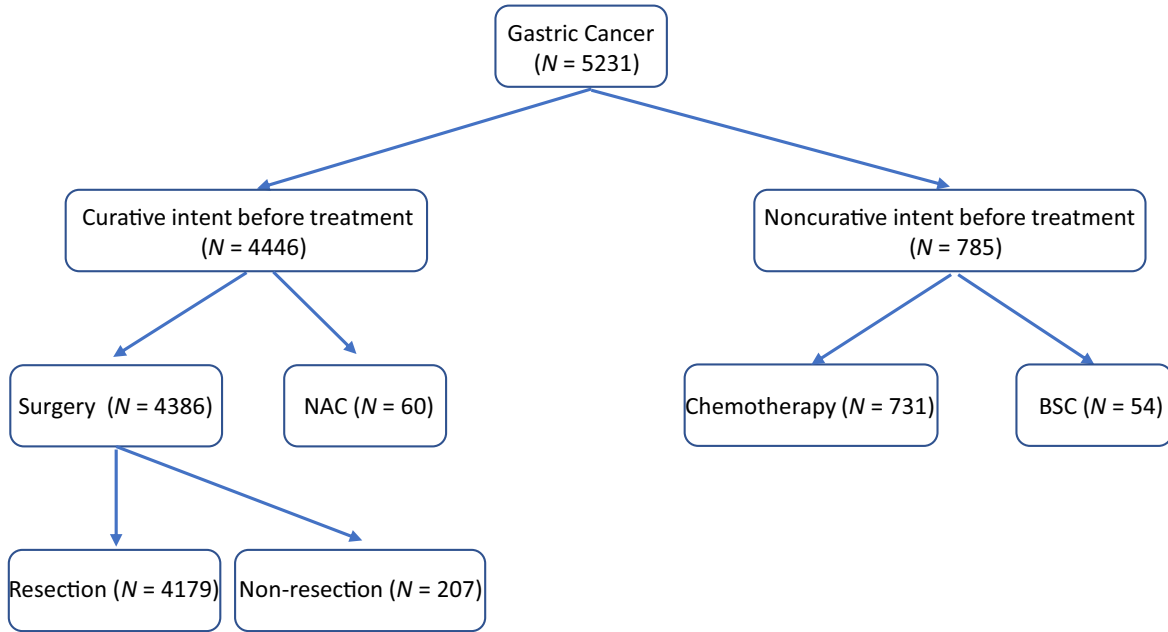 Gastric Cancer
(N = 5231)
Curative intent before treatment
(N = 4446)
Noncurative intent before treatment
(N = 785)
Surgery (N = 4386)
NAC (N = 60)
Chemotherapy (N = 731)
BSC (N = 54)
Resection (N = 4179)
Non-resection (N = 207)